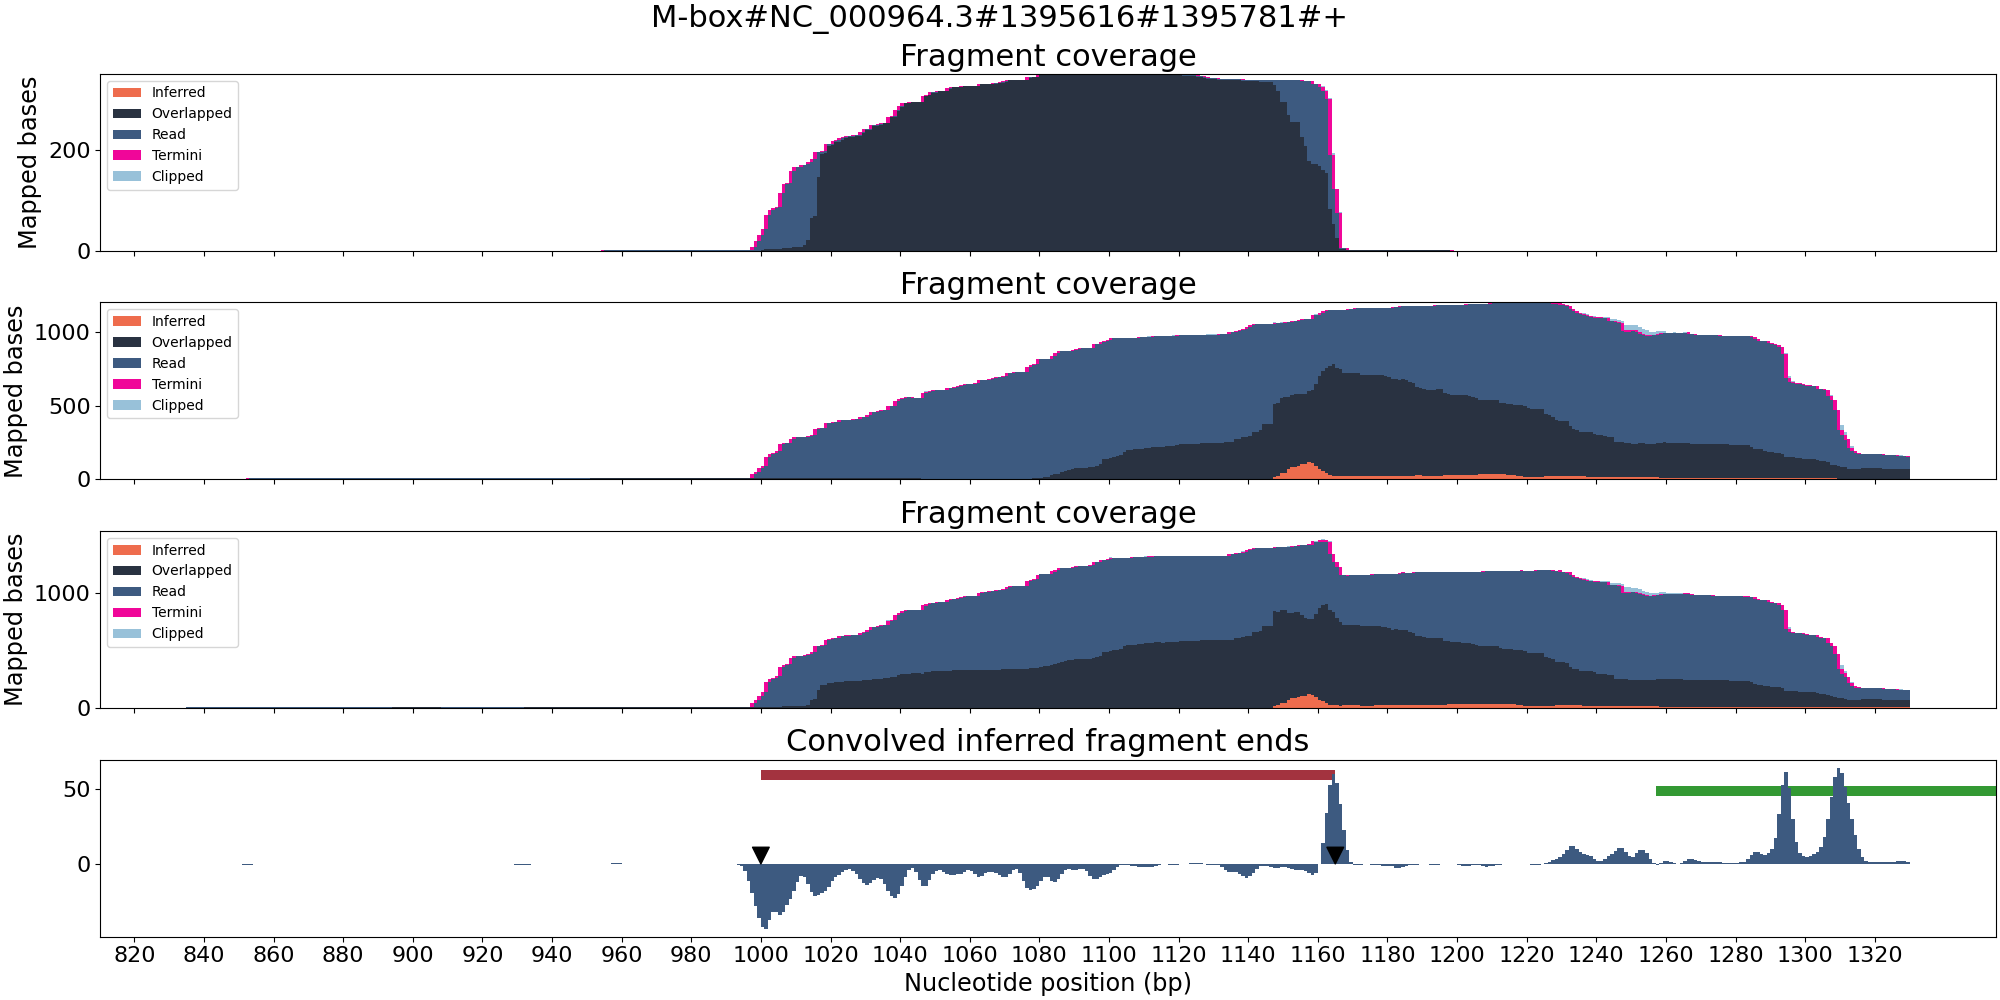 M-box#NC_000964.3#1395616#1395781#+
Fragment coverage
Mapped bases
200
0
Inferred
Overlapped
Read
Termini
Clipped
Fragment coverage
Mapped bases
1000
500
0
Inferred
Overlapped
Read
Termini
Clipped
Fragment coverage
Mapped bases
1000
0
Inferred
Overlapped
Read
Termini
Clipped
Convolved inferred fragment ends
50
0
820 840 860 880 900 920 940 960 980 1000 1020 1040 1060 1080 1100 1120 1140 1160 1180 1200 1220 1240 1260 1280 1300 1320
Nucleotide position (bp)